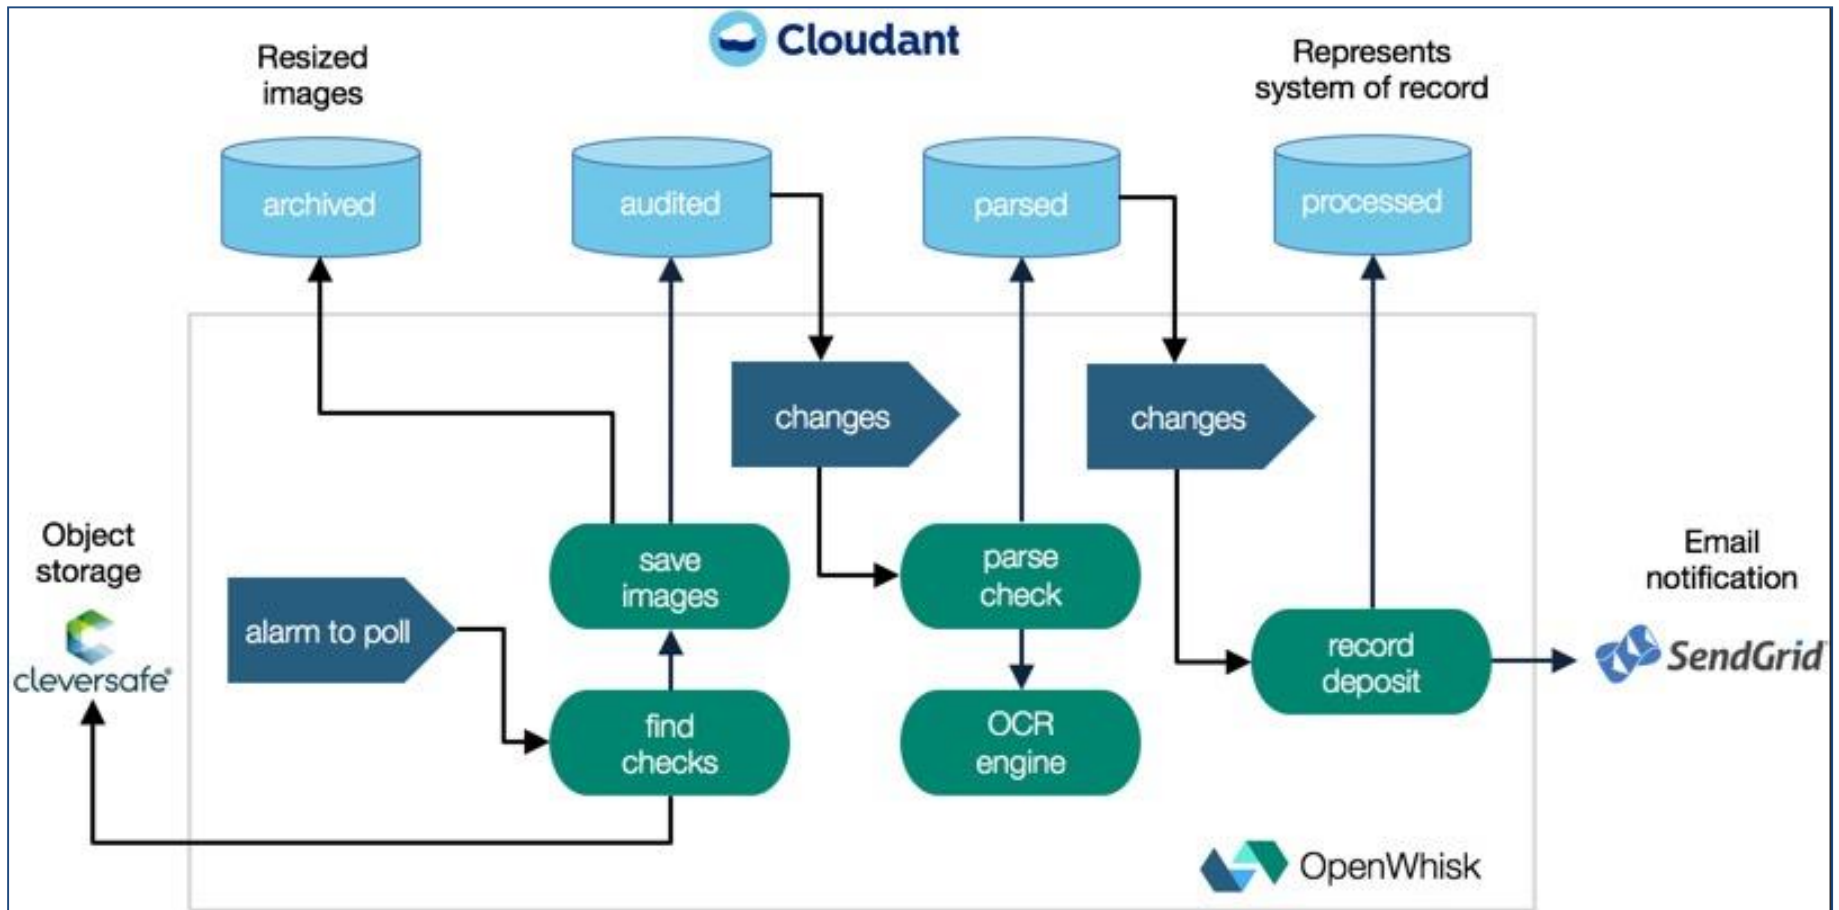 Cloudant
Resized
images
Represents
system of record
archived
audited
parsed
processed
changes
changes
Object
storage
cleversafe®
alarm to poll
save
images
parse
check
find
checks
OCR
engine
record
deposit
Email
notification
SendGrid
OpenWhisk